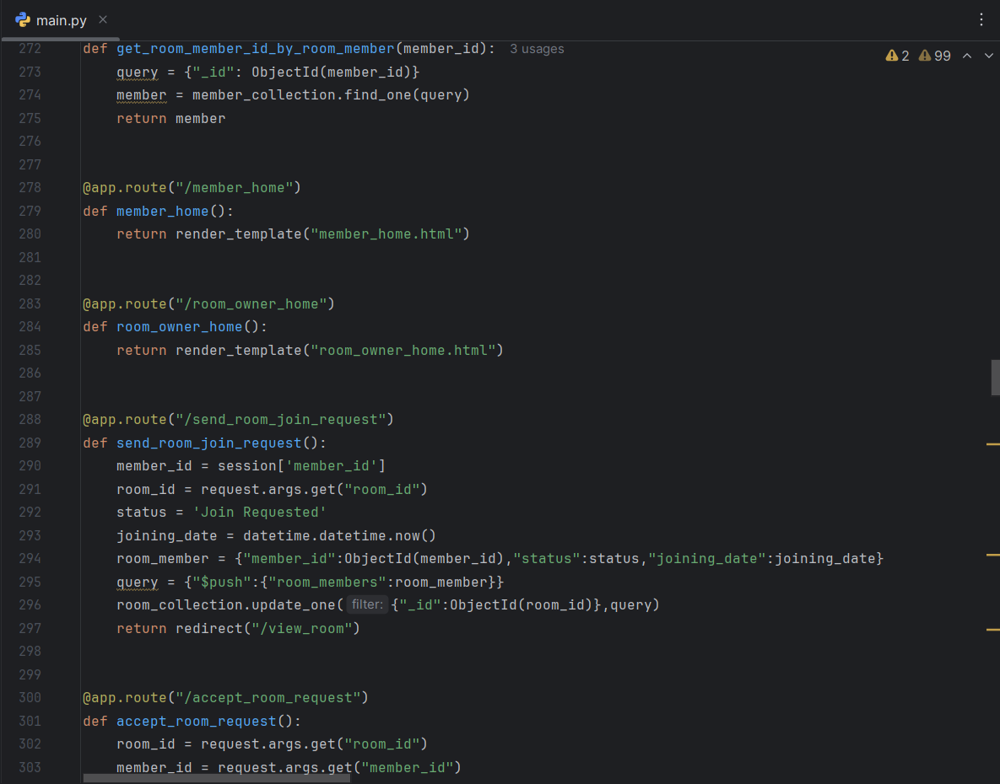 main.py
272 def get_room_member_id_by_room_member(member_id): 3 usages 2 99
273 query = {"_id": ObjectId(member_id)}
274 member = member_collection.find_one(query)
275 return member
276
277
278 @app.route("/member_home")
279 def member_home():
280 return render_template("member_home.html")
281
282
283 @app.route("/room_owner_home")
284 def room_owner_home():
285 return render_template("room_owner_home.html")
286
287
288 @app.route("/send_room_join_request")
289 def send_room_join_request():
290 member_id = session['member_id']
291 room_id = request.args.get("room_id")
292 status = 'Join Requested'
293 joining_date = datetime.datetime.now()
294 room_member = {"member_id":ObjectId(member_id),"status":status,"joining_date":joining_date}
295 query = {"$push":{"room_members":room_member}}
296 room_collection.update_one( filter: {"_id":ObjectId(room_id)},query)
297 return redirect("/view_room")
298
299
300 @app.route("/accept_room_request")
301 def accept_room_request():
302 room_id = request.args.get("room_id")
303 member_id = request.args.get("member_id")